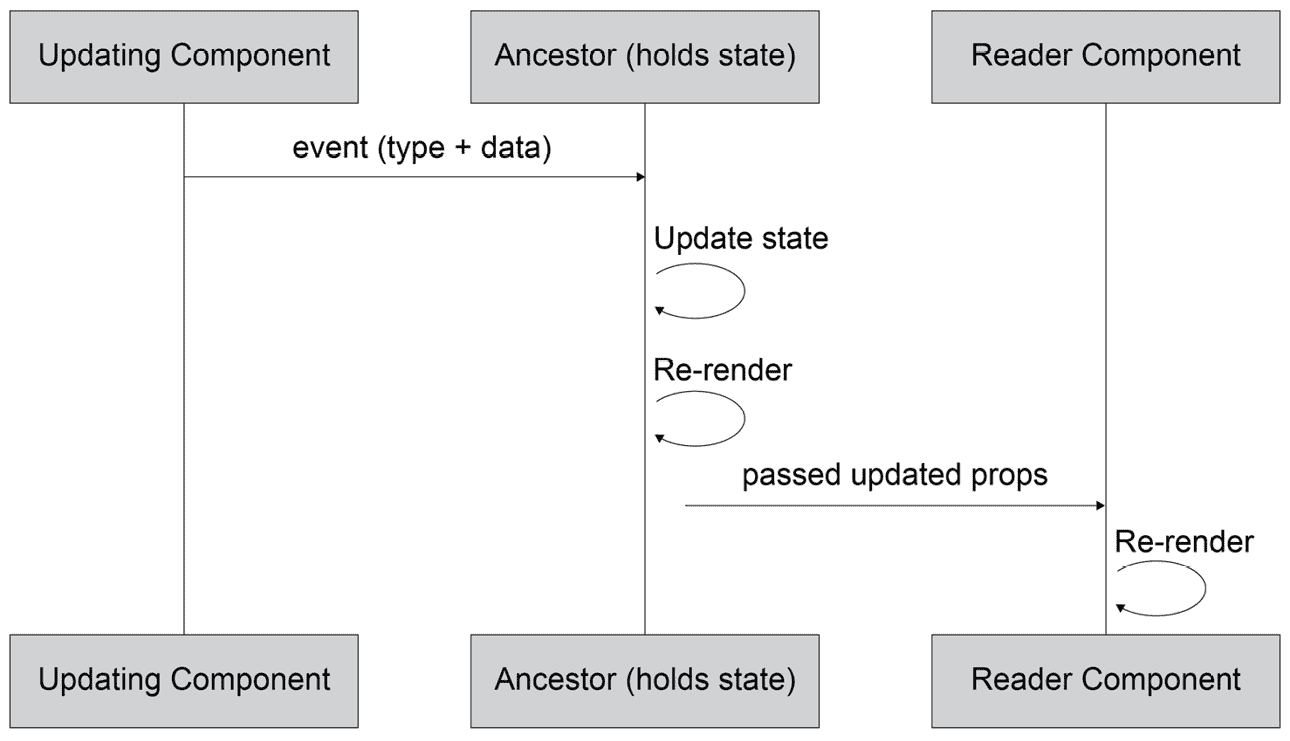 Updating Component
Ancestor (holds state)
Reader Component
event (type + data)
Update state
Re-render
passed updated props
Re-render
Updating Component
Ancestor (holds state)
Reader Component